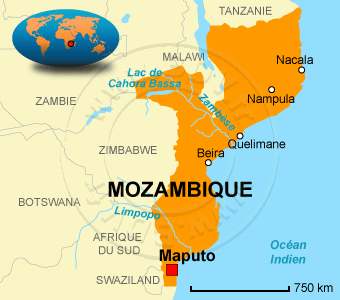 TANZANIE
MALAWI
Nacala
Lac de
Cahora Bassa
Nampula
ZAMBIE
Zambèse
Quelimane
ZIMBABWE
Beira
MOZAMBIQUE
BOTSWANA
Limpopo
AFRIQUE
DU SUD
Maputo
Océan
Indien
SWAZILAND
750 km